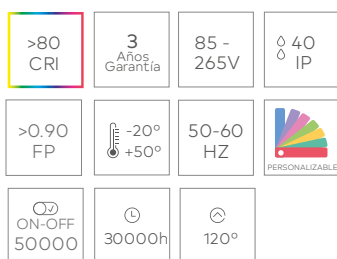 >80
CRI
3
Años
Garantía
85 -
265V
40
IP
>0.90
FP
-20º
+50º
50-60
HZ
PERSONALIZABLE
ON-OFF
50000
30000h
120º